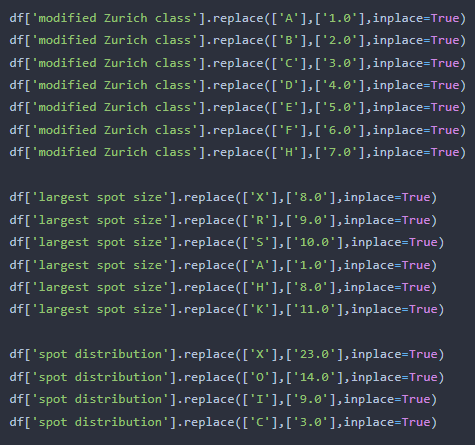 df['modified Zurich class'].replace(['A'],['1.0'],inplace=True)
df['modified Zurich class'].replace(['B'],['2.0'],inplace=True)
df['modified Zurich class'].replace(['C'],['3.0'],inplace=True)
df['modified Zurich class'].replace(['D'],['4.0'],inplace=True)
df['modified Zurich class'].replace(['E'],['5.0'],inplace=True)
df['modified Zurich class'].replace(['F'],['6.0'],inplace=True)
df['modified Zurich class'].replace(['H'],['7.0'],inplace=True)
df['largest spot size'].replace(['X'],['8.0'],inplace=True)
df['largest spot size'].replace(['R'],['9.0'],inplace=True)
df['largest spot size'].replace(['S'],['10.0'],inplace=True)
df['largest spot size'].replace(['A'],['1.0'],inplace=True)
df['largest spot size'].replace(['H'],['8.0'],inplace=True)
df['largest spot size'].replace(['K'],['11.0'],inplace=True)
df['spot distribution'].replace(['X'],['23.0'],inplace=True)
df['spot distribution'].replace(['O'],['14.0'],inplace=True)
df['spot distribution'].replace(['I'],['9.0'],inplace=True)
df['spot distribution'].replace(['C'],['3.0'],inplace=True)